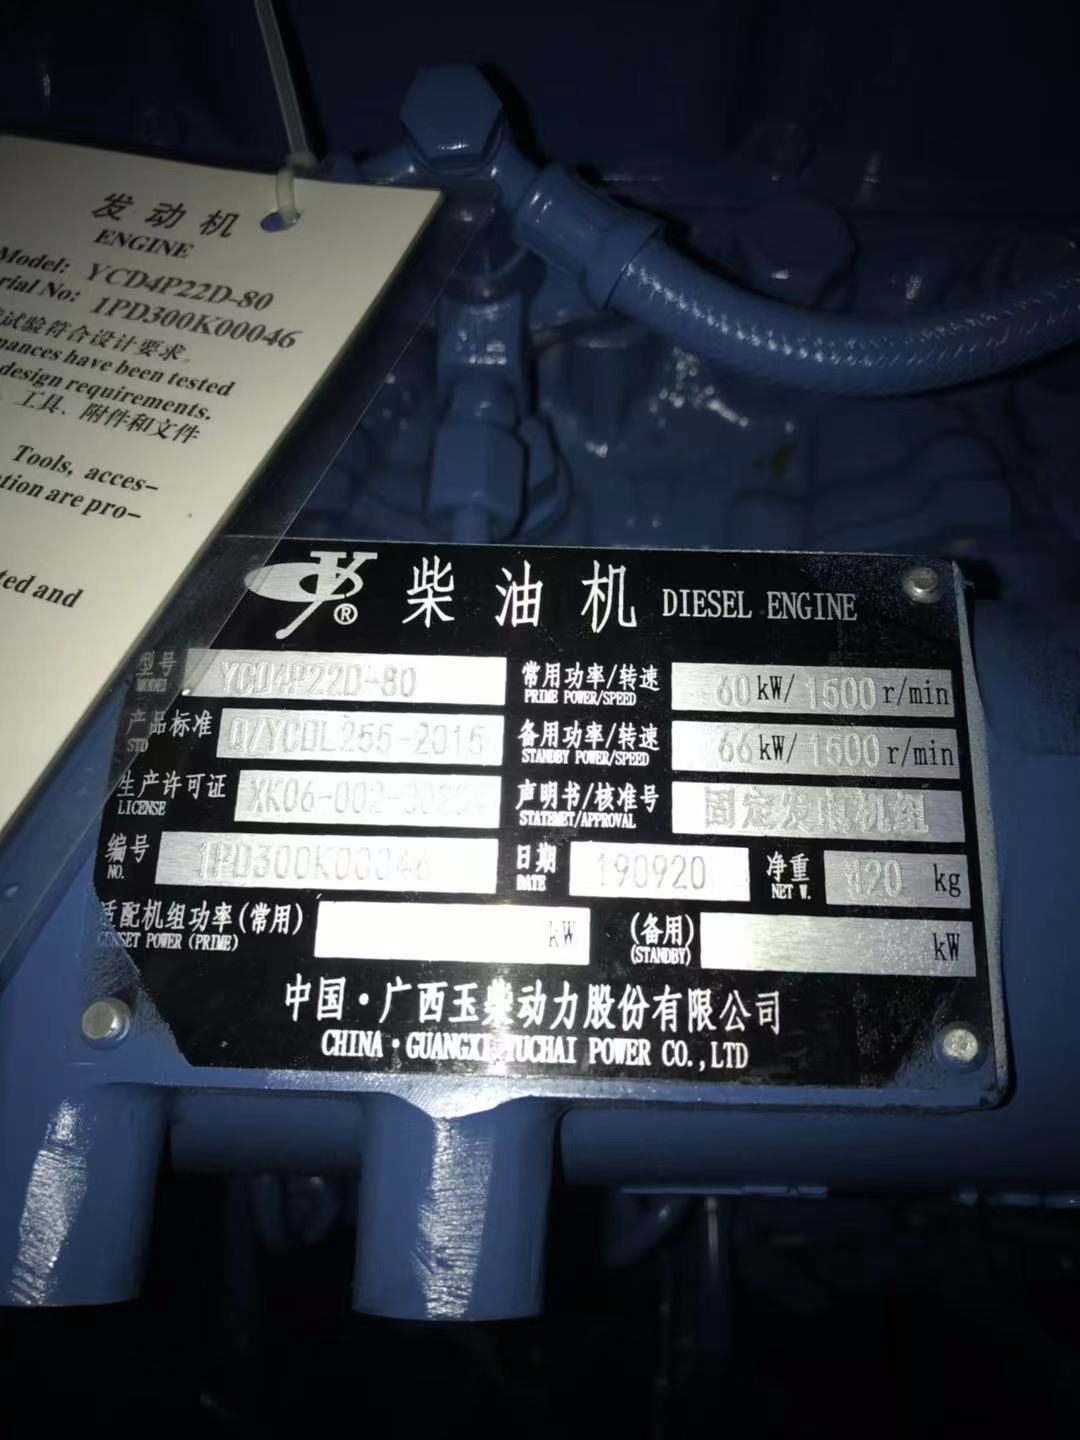 发动机
ENGINE
Model: YCD4P22D-80
rial No: 1PD300K00046
试验符合设计要求。
mances have been tested
design requirements.
工具、附件和文件
Tools, acces-
tion are pro-
ted and
柴油机 DIESEL ENGINE
®
型号 YCD4P22D-80 常用功率/转速 60 kW/ 1500 r/min
MODEL PRIME POWER/SPEED
产品标准 Q/YCDL256-2015 备用功率/转速 66 kW/ 1500 r/min
STD STANDBY POWER/SPEED
生产许可证 XK06-002- 声明书/核准号 固定发电机组
LICENSE STATEMET/APPROVAL
编号 1PD300K00046 日期 190920 净重 420 kg
NO. DATE NET W.
适配机组功率(常用) kW (备用) kW
GENSET POWER (PRIME) (STANDBY)
中国·广西玉柴动力股份有限公司
CHINA·GUANGXI YUCHAI POWER CO.,LTD